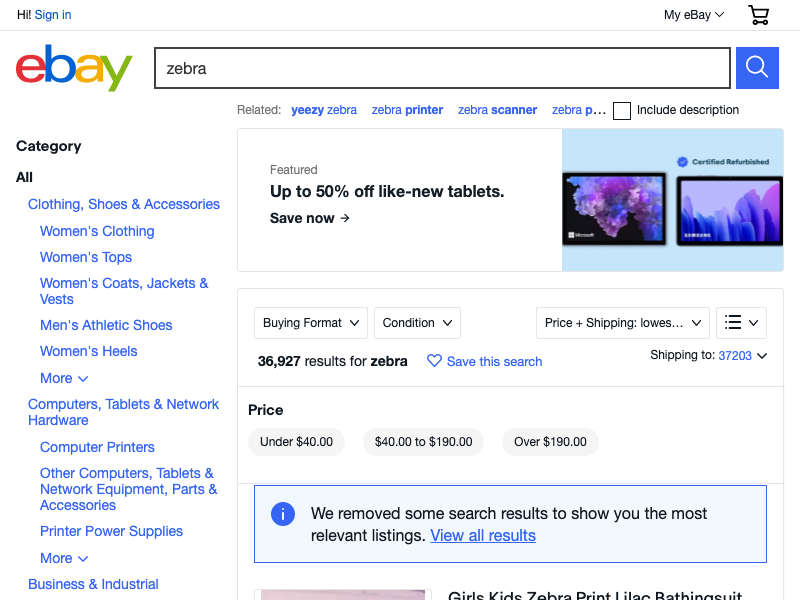 Hi! Sign in
My eBay
ebay
zebra
Related: yeezy zebra zebra printer zebra scanner zebra p... Include description
Category
All
Clothing, Shoes & Accessories
Women's Clothing
Women's Tops
Women's Coats, Jackets &
Vests
Men's Athletic Shoes
Women's Heels
More
Computers, Tablets & Network
Hardware
Computer Printers
Other Computers, Tablets &
Network Equipment, Parts &
Accessories
Printer Power Supplies
More
Business & Industrial
Featured
Up to 50% off like-new tablets.
Save now →
Certified Refurbished
Microsoft
SAMSUNG
Buying Format
Condition
Price + Shipping: lowes...
36,927 results for zebra
Save this search
Shipping to: 37203
Price
Under $40.00
$40.00 to $190.00
Over $190.00
We removed some search results to show you the most
relevant listings. View all results
Girls Kids Zebra Print Lilac Bathingsuit